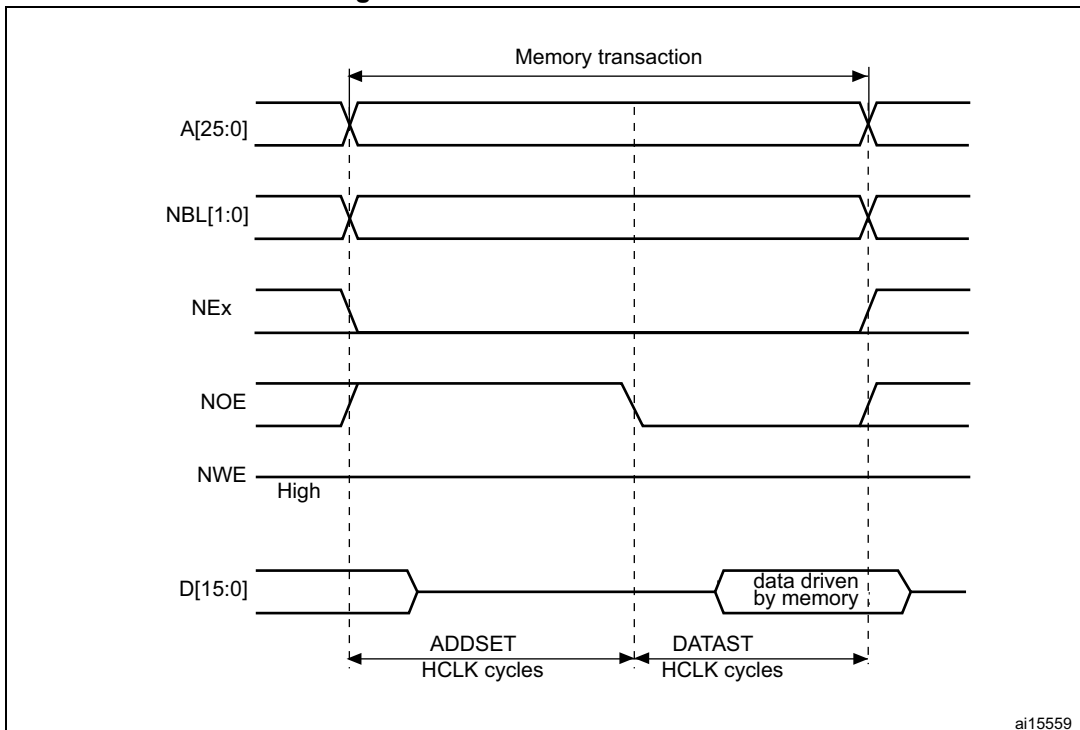 Memory transaction
A[25:0]
NBL[1:0]
NEx
NOE
NWE
High
D[15:0]
data driven
by memory
ADDSET
HCLK cycles
DATAST
HCLK cycles
ai15559